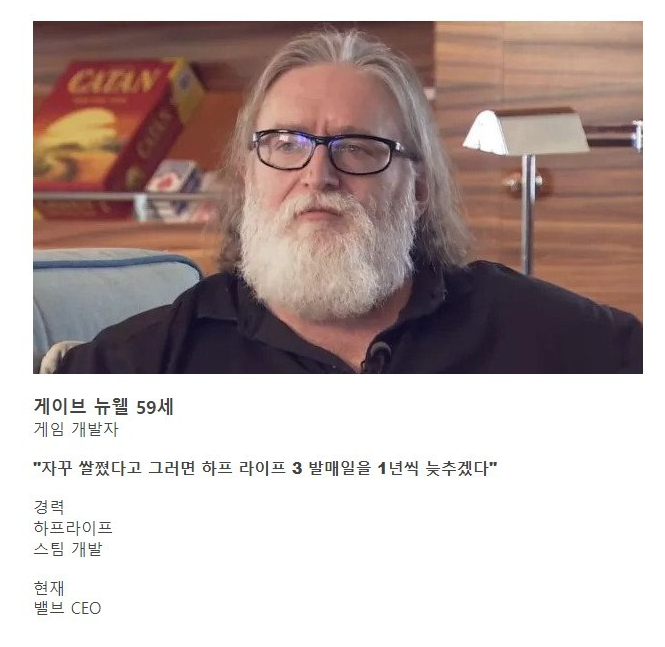 CATAN
CATAN
게이브 뉴웰 59세
게임 개발자
"자꾸 쌀쪘다고 그러면 하프 라이프 3 발매일을 1년씩 늦추겠다"
경력
하프라이프
스팀 개발
현재
밸브 CEO